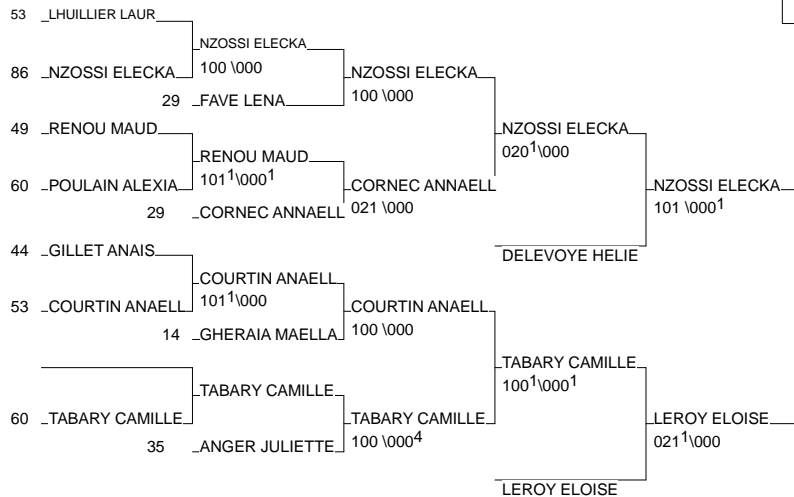 53 LHUILLIER LAUR
NZOSSI ELECKA
100 \000
86 NZOSSI ELECKA
NZOSSI ELECKA
100 \000
29 FAVE LENA
49 RENOU MAUD
NZOSSI ELECKA
020¹\000
RENOU MAUD
101¹\000¹
60 POULAIN ALEXIA
CORNEC ANNAELL
021 \000
NZOSSI ELECKA
101 \000¹
29 CORNEC ANNAELL
44 GILLET ANAIS
DELEVOYE HELIE
COURTIN ANAELL
101¹\000
53 COURTIN ANAELL
COURTIN ANAELL
100 \000
14 GHERAIA MAELLA
TABARY CAMILLE
100¹\000¹
TABARY CAMILLE
60 TABARY CAMILLE
TABARY CAMILLE
100 \000⁴
LEROY ELOISE
021¹\000
35 ANGER JULIETTE
LEROY ELOISE